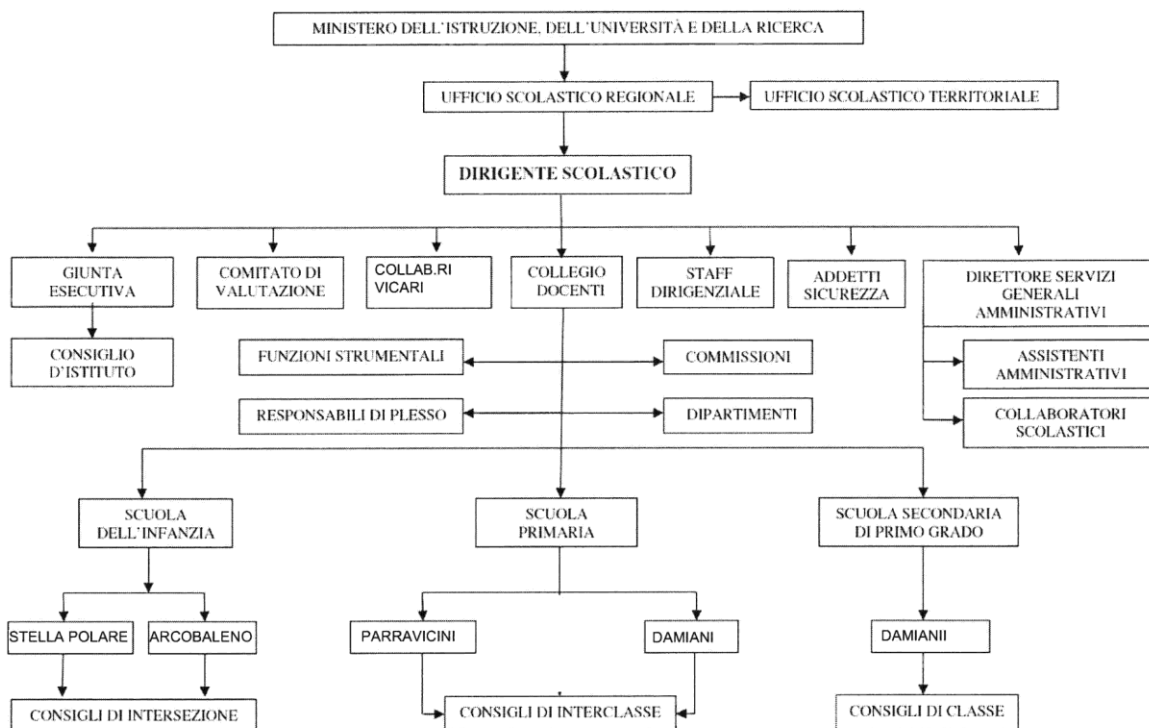 MINISTERO DELL'ISTRUZIONE, DELL'UNIVERSITÀ E DELLA RICERCA
UFFICIO SCOLASTICO REGIONALE
UFFICIO SCOLASTICO TERRITORIALE
DIRIGENTE SCOLASTICO
GIUNTA
ESECUTIVA
COMITATO DI
VALUTAZIONE
COLLAB.RI
VICARI
COLLEGIO
DOCENTI
STAFF
DIRIGENZIALE
ADDETTI
SICUREZZA
DIRETTORE SERVIZI
GENERALI
AMMINISTRATIVI
CONSIGLIO
D'ISTITUTO
FUNZIONI STRUMENTALI
COMMISSIONI
ASSISTENTI
AMMINISTRATIVI
RESPONSABILI DI PLESSO
DIPARTIMENTI
COLLABORATORI
SCOLASTICI
SCUOLA
DELL'INFANZIA
SCUOLA
PRIMARIA
SCUOLA SECONDARIA
DI PRIMO GRADO
STELLA POLARE
ARCOBALENO
PARRAVICINI
DAMIANI
DAMIANII
CONSIGLI DI INTERSEZIONE
CONSIGLI DI INTERCLASSE
CONSIGLI DI CLASSE